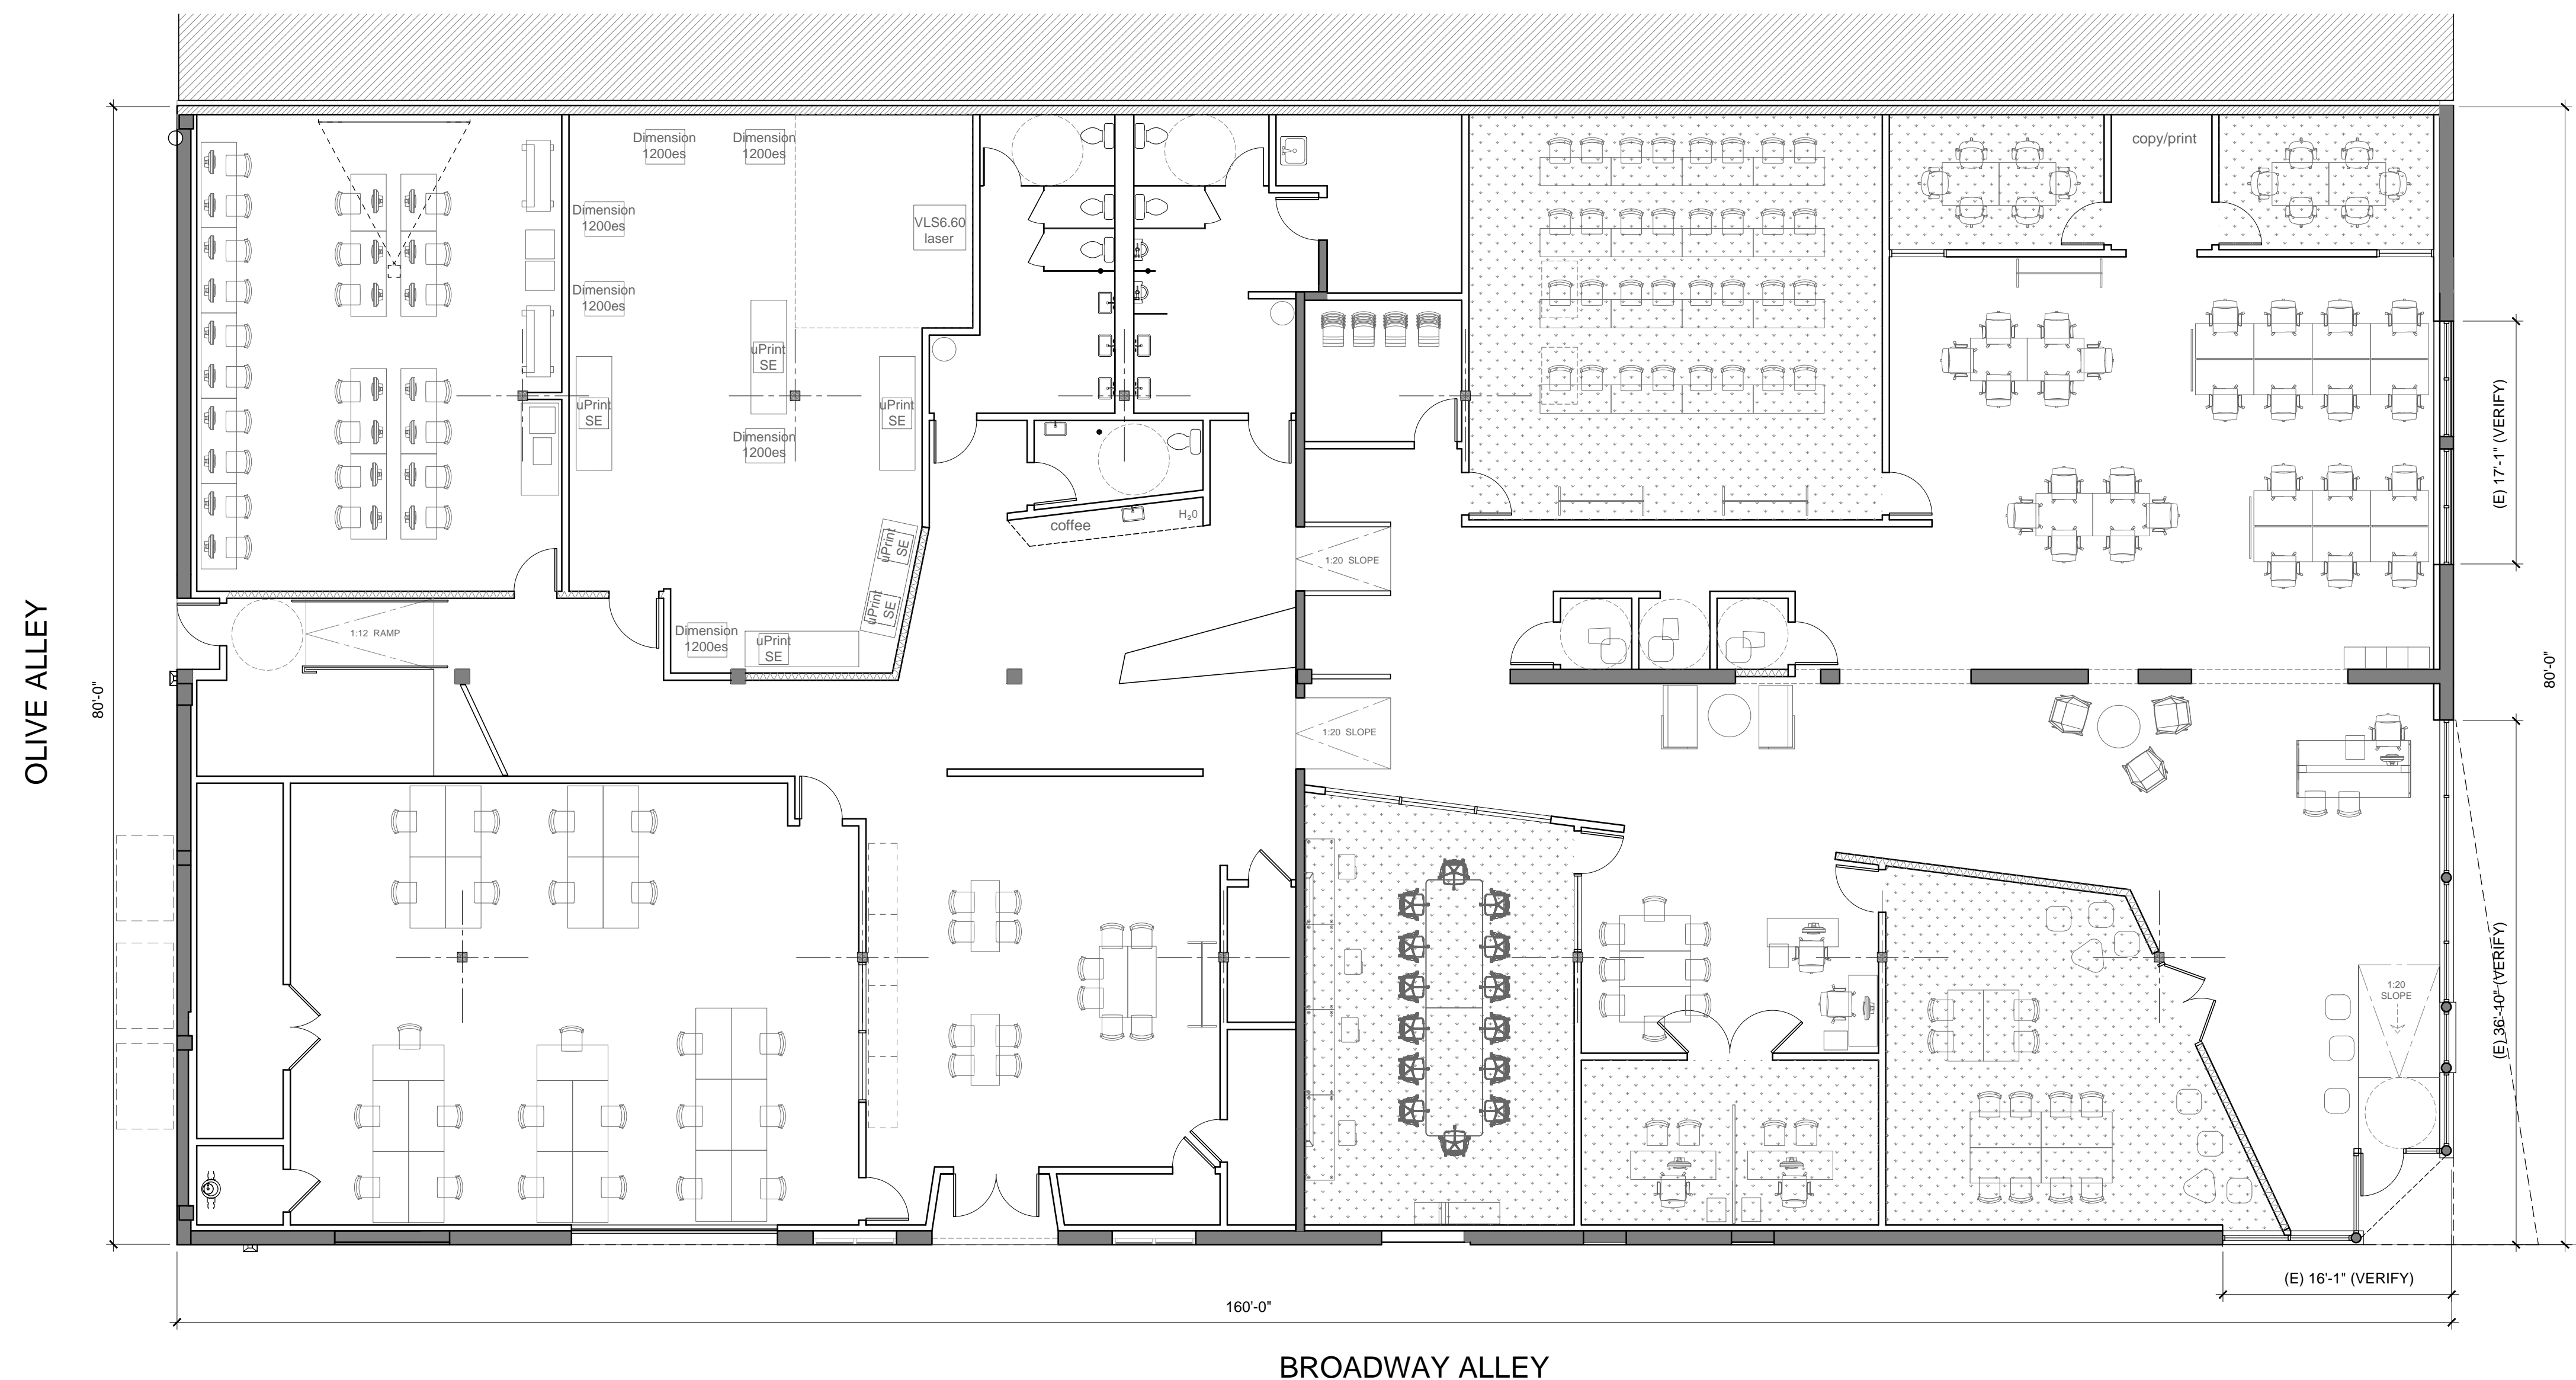 Dimension
1200es
Dimension
1200es
copy/print
Dimension
1200es
VLS6.60
laser
Dimension
1200es
uPrint
SE
uPrint
SE
uPrint
SE
Dimension
1200es
(E) 17'-1" (VERIFY)
coffee
H20
uPrint
SE
1:20 SLOPE
uPrint
SE
1:12 RAMP
Dimension
1200es
uPrint
SE
OLIVE ALLEY
80'-0"
80'-0"
1:20 SLOPE
1:20
SLOPE
(E) 36'-10" (VERIFY)
(E) 16'-1" (VERIFY)
160'-0"
BROADWAY ALLEY